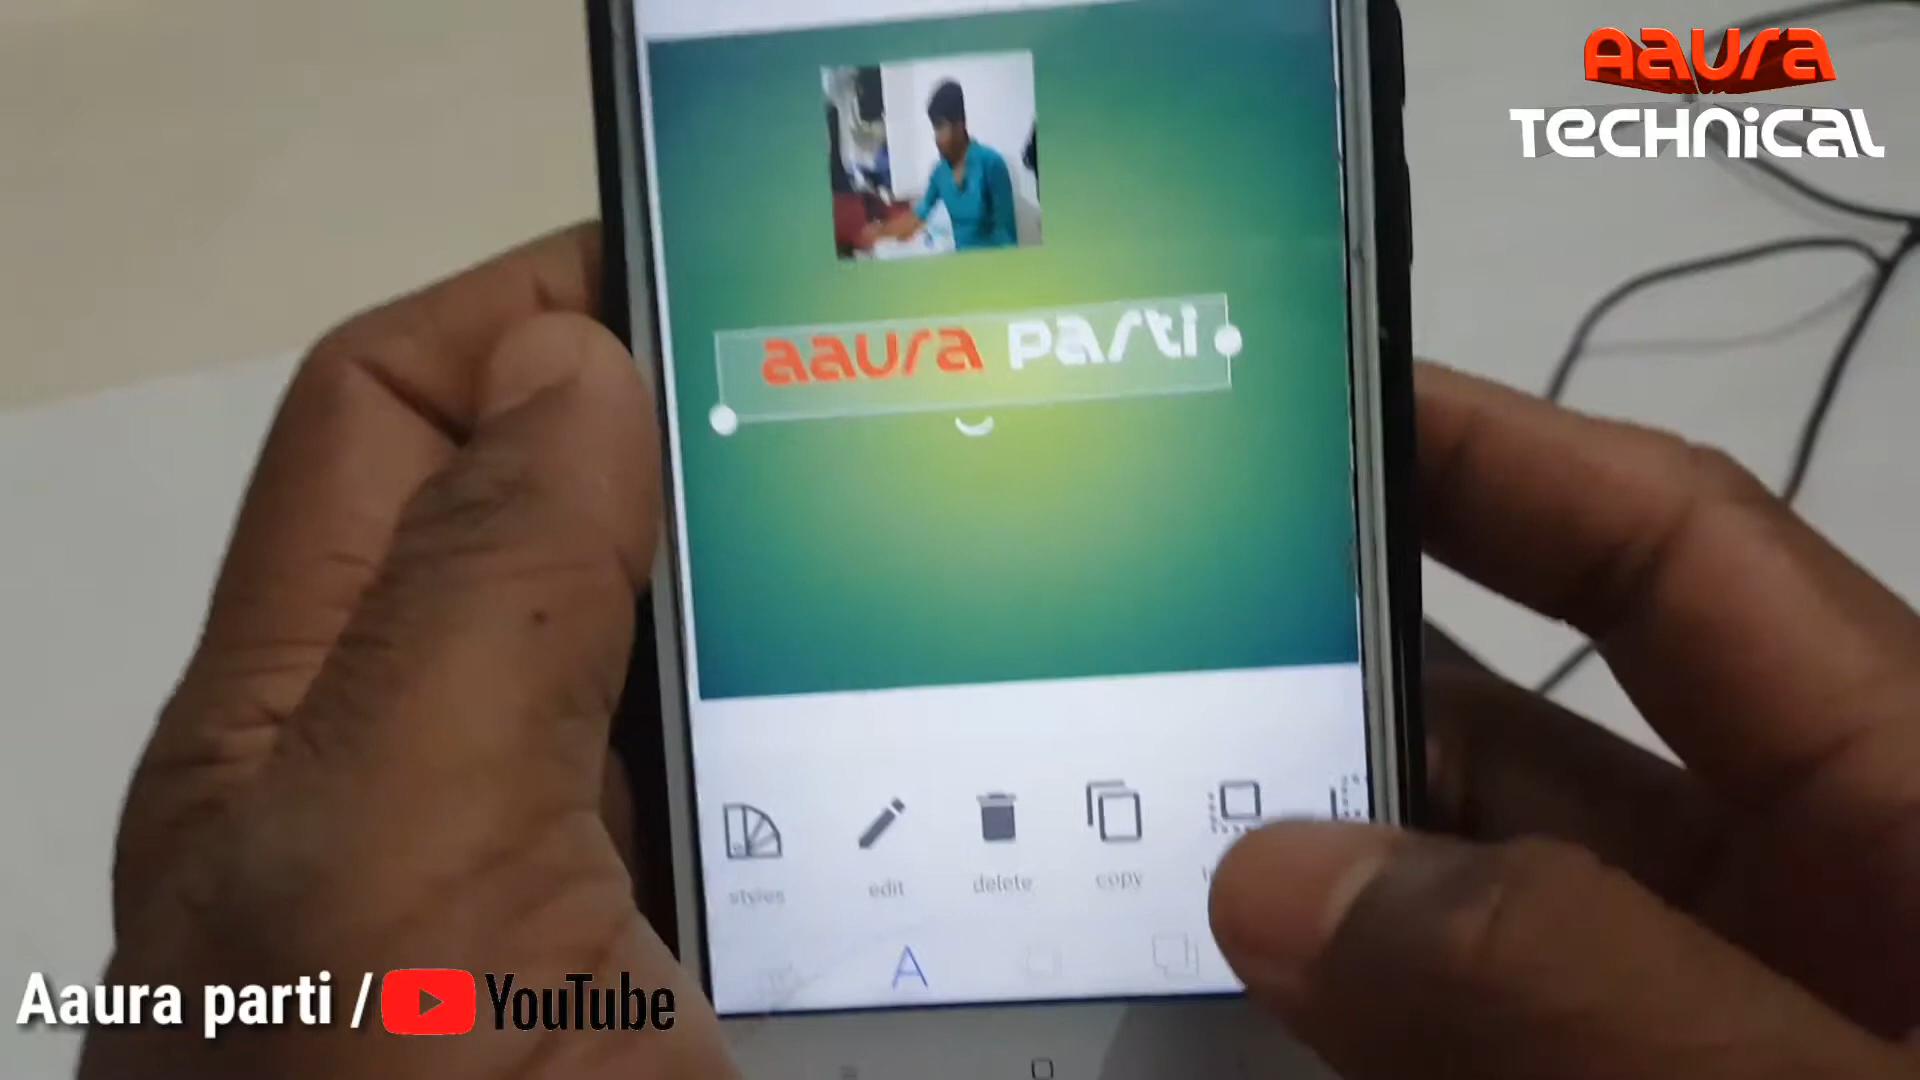 Aaura
TECHNICAL
aaura parti
styles
edit
delete
copy
A
Aaura parti / YouTube